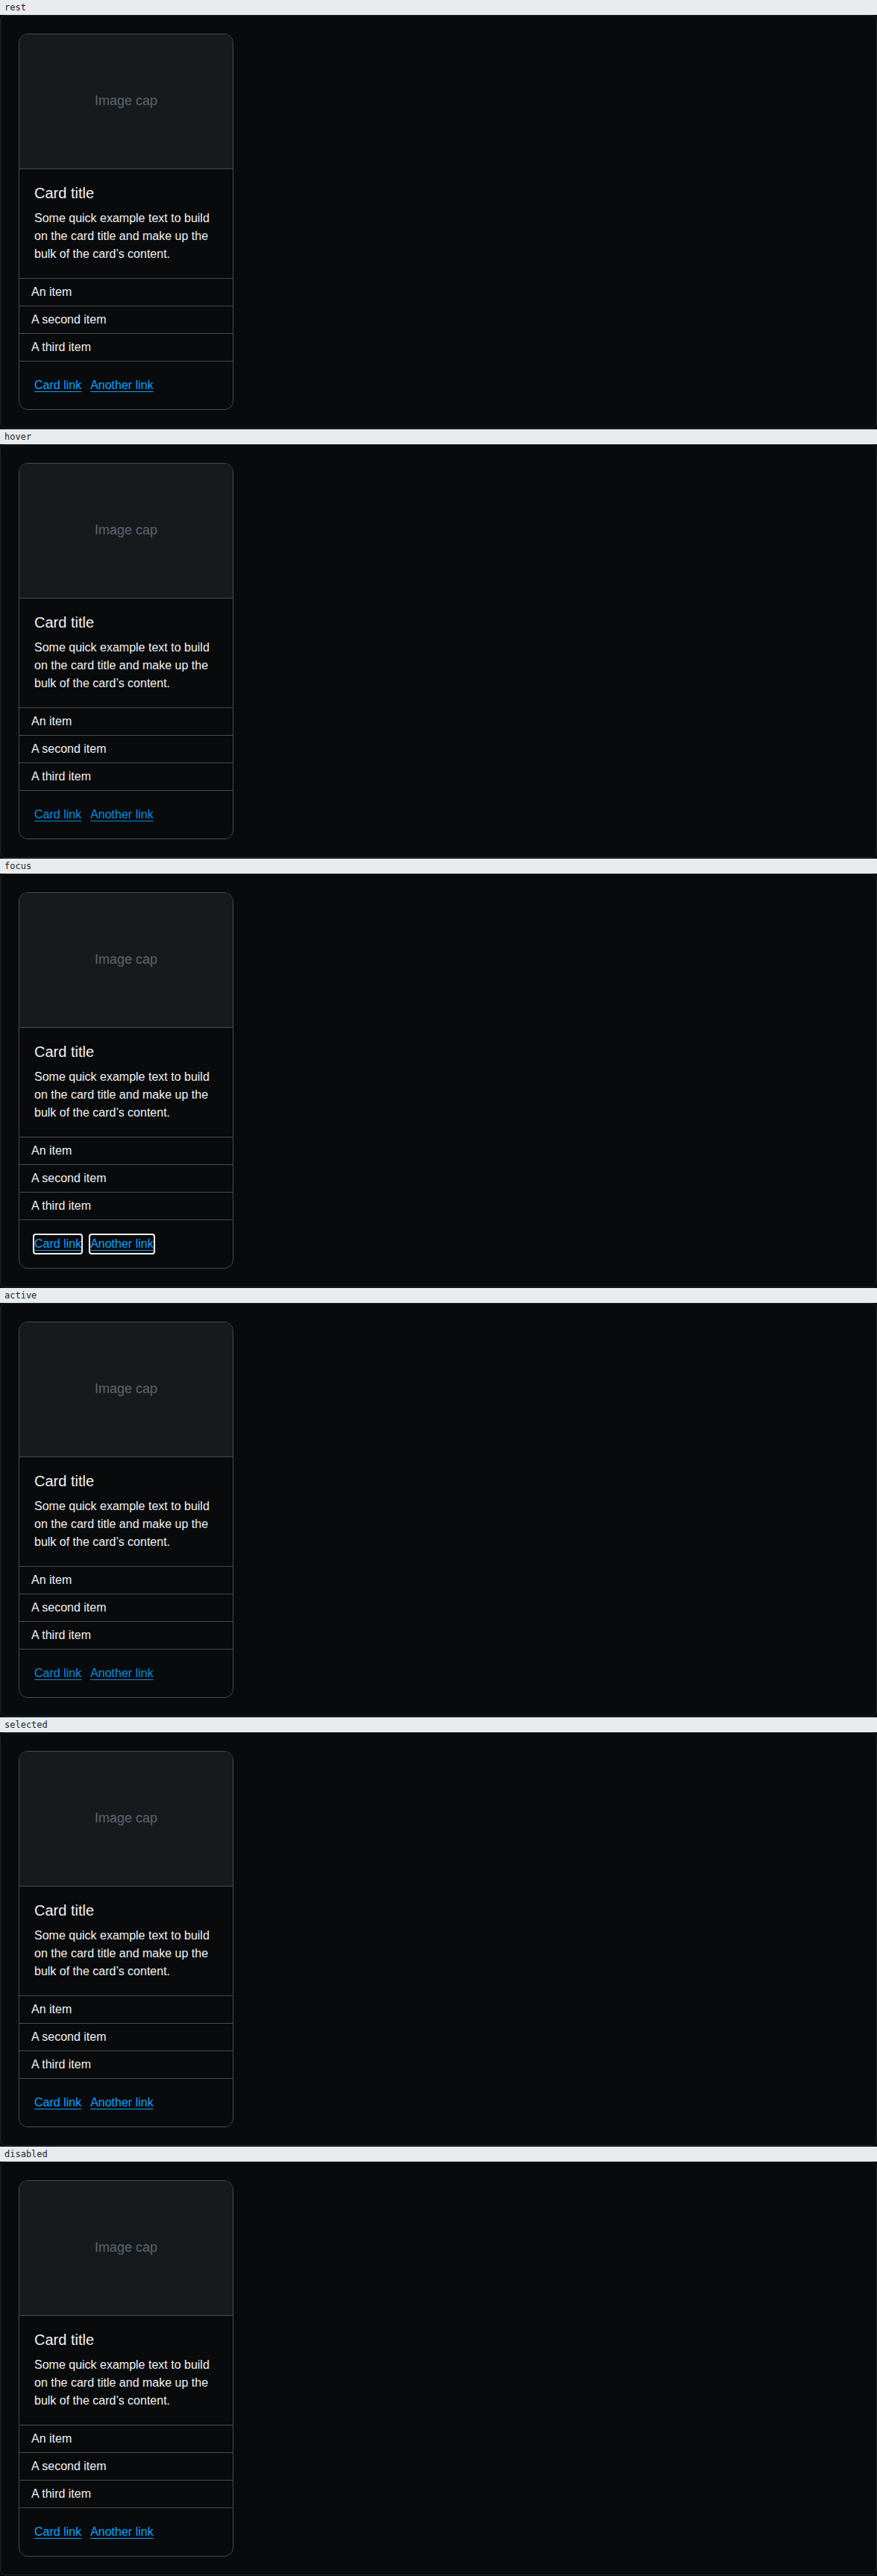 rest
Image cap
Card title
Some quick example text to build
on the card title and make up the
bulk of the card’s content.
An item
A second item
A third item
Card link Another link
hover
Image cap
Card title
Some quick example text to build
on the card title and make up the
bulk of the card’s content.
An item
A second item
A third item
Card link Another link
focus
Image cap
Card title
Some quick example text to build
on the card title and make up the
bulk of the card’s content.
An item
A second item
A third item
Card link Another link
active
Image cap
Card title
Some quick example text to build
on the card title and make up the
bulk of the card’s content.
An item
A second item
A third item
Card link Another link
selected
Image cap
Card title
Some quick example text to build
on the card title and make up the
bulk of the card’s content.
An item
A second item
A third item
Card link Another link
disabled
Image cap
Card title
Some quick example text to build
on the card title and make up the
bulk of the card’s content.
An item
A second item
A third item
Card link Another link